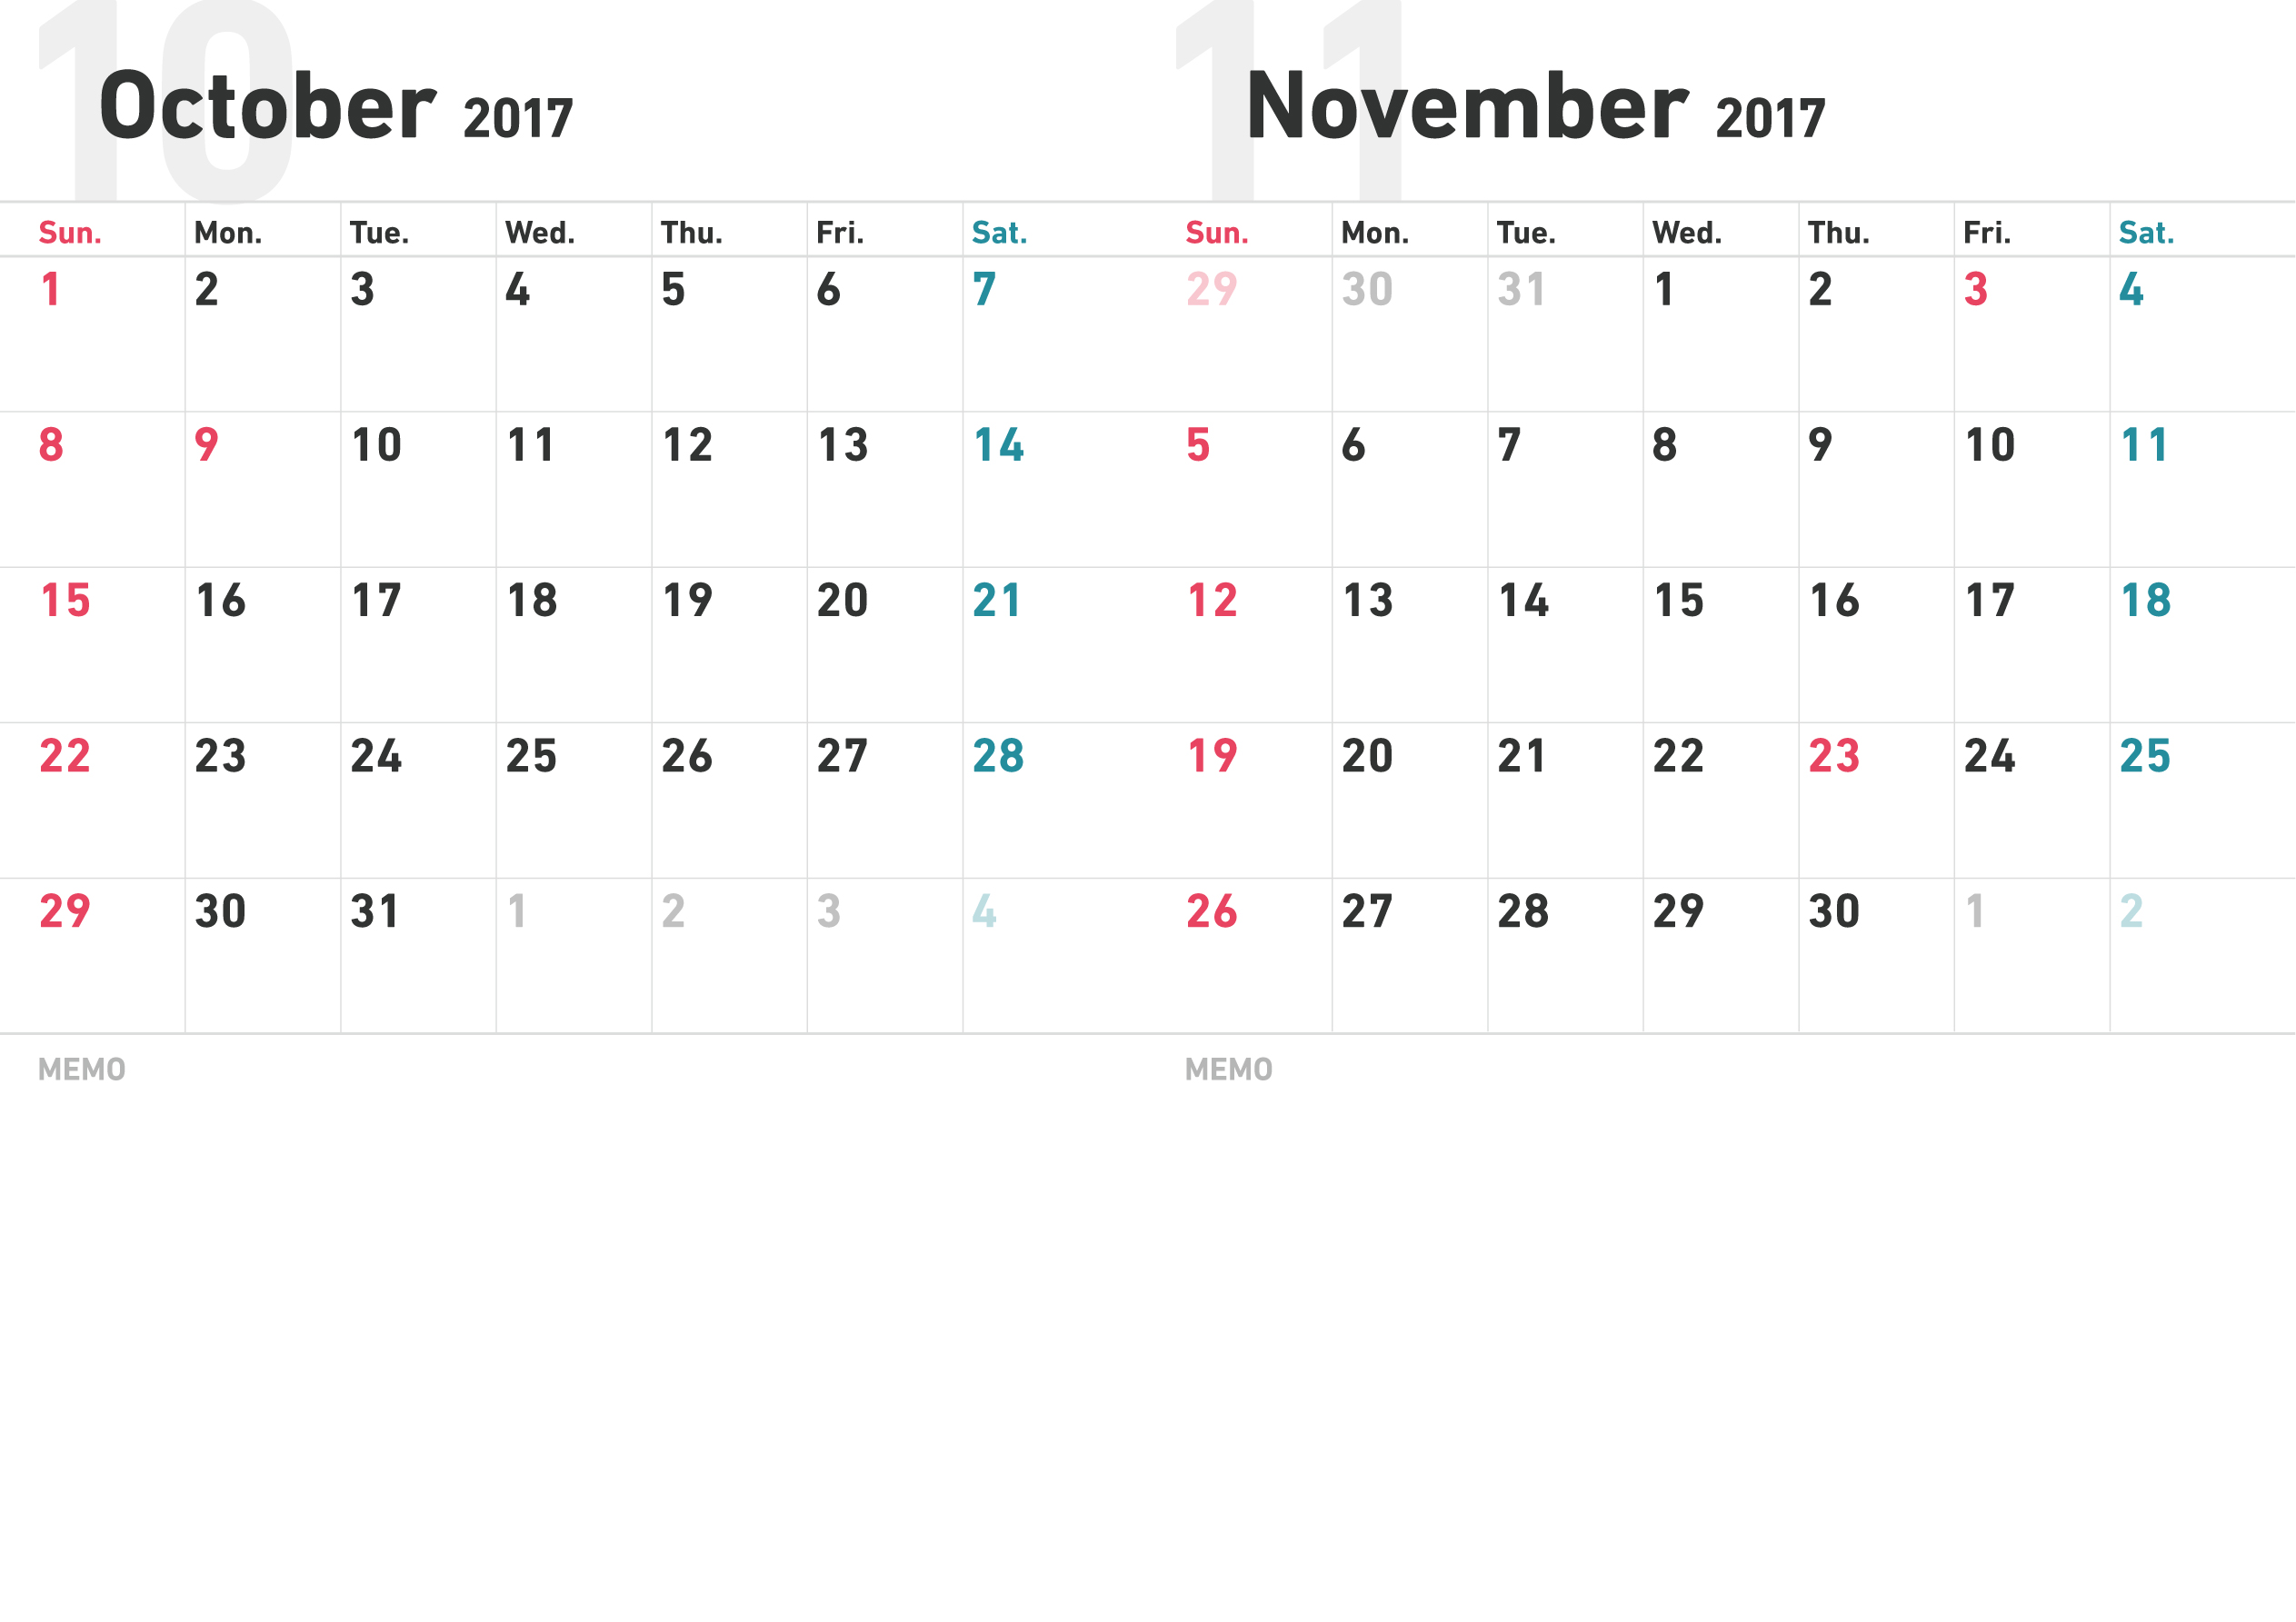 10
October 2017
Sun. Mon. Tue. Wed. Thu. Fri. Sat.
1 2 3 4 5 6 7
8 9 10 11 12 13 14
15 16 17 18 19 20 21
22 23 24 25 26 27 28
29 30 31 1 2 3 4
MEMO
11
November 2017
Sun. Mon. Tue. Wed. Thu. Fri. Sat.
29 30 31 1 2 3 4
5 6 7 8 9 10 11
12 13 14 15 16 17 18
19 20 21 22 23 24 25
26 27 28 29 30 1 2
MEMO